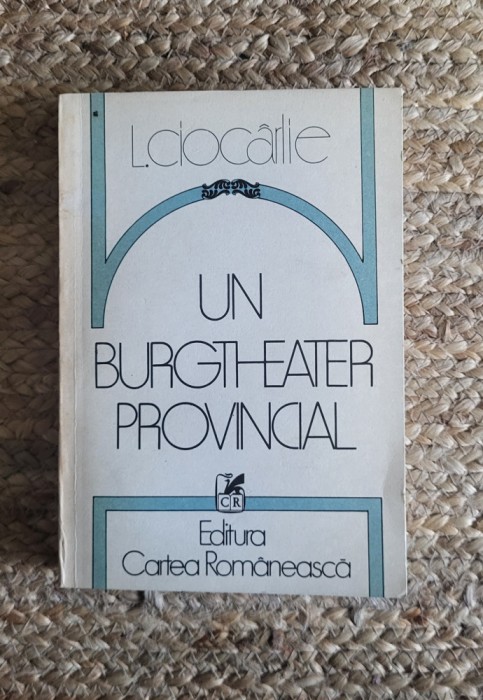 L. ciocârlie
UN
BURGTHEATER
PROVINCIAL
CR
Editura
Cartea Românească